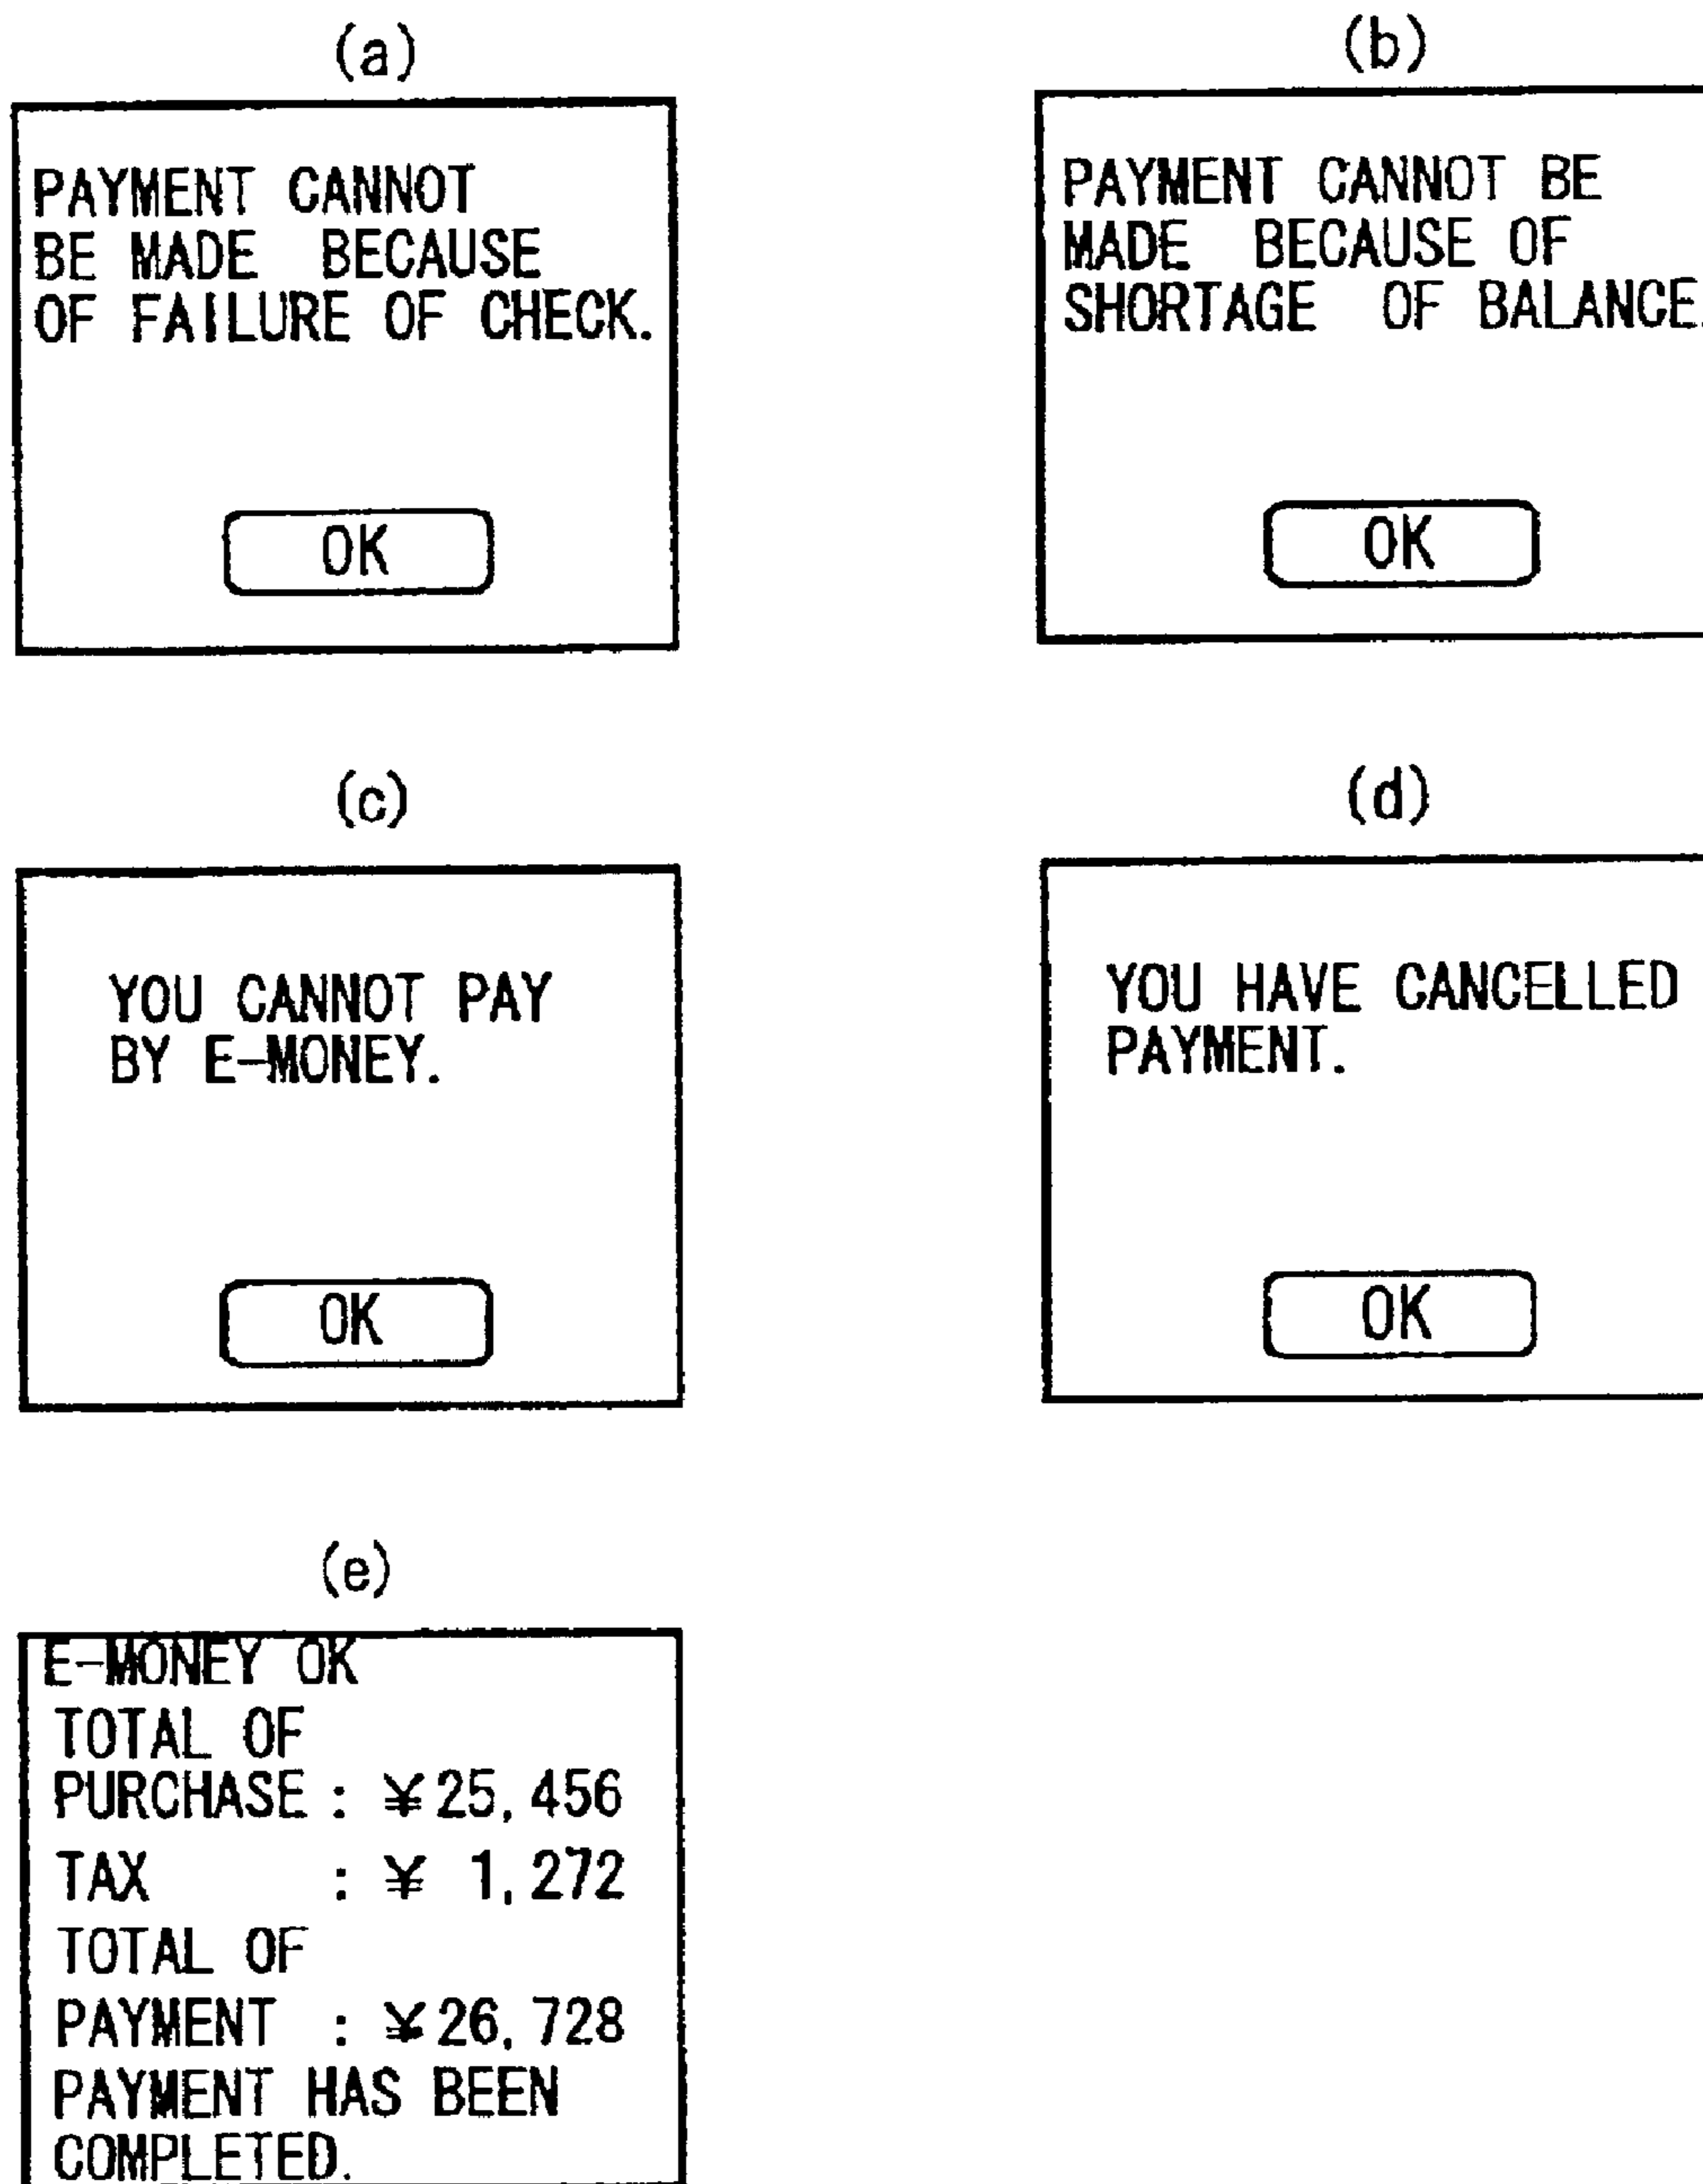 (a)
PAYMENT CANNOT
BE MADE BECAUSE
OF FAILURE OF CHECK.
OK
(b)
PAYMENT CANNOT BE
MADE BECAUSE OF
SHORTAGE OF BALANCE.
OK
(c)
YOU CANNOT PAY
BY E-MONEY.
OK
(d)
YOU HAVE CANCELLED
PAYMENT.
OK
(e)
E-MONEY OK
TOTAL OF
PURCHASE : ¥25,456
TAX : ¥ 1,272
TOTAL OF
PAYMENT : ¥26,728
PAYMENT HAS BEEN
COMPLETED.